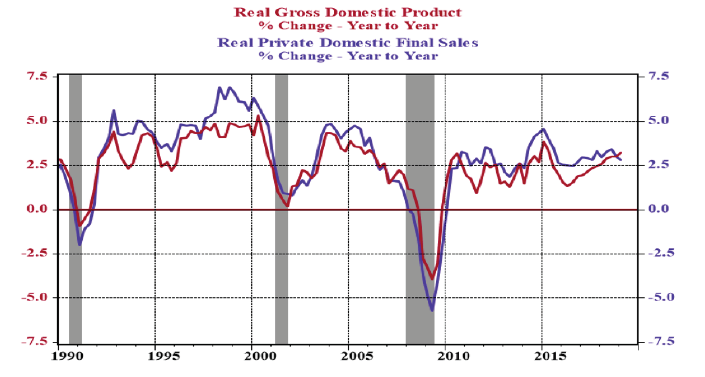 Real Gross Domestic Product
% Change - Year to Year
Real Private Domestic Final Sales
% Change - Year to Year
7.5 7.5
5.0 5.0
2.5 2.5
0.0 0.0
-2.5 -2.5
-5.0 -5.0
-7.5 -7.5
1990 1995 2000 2005 2010 2015